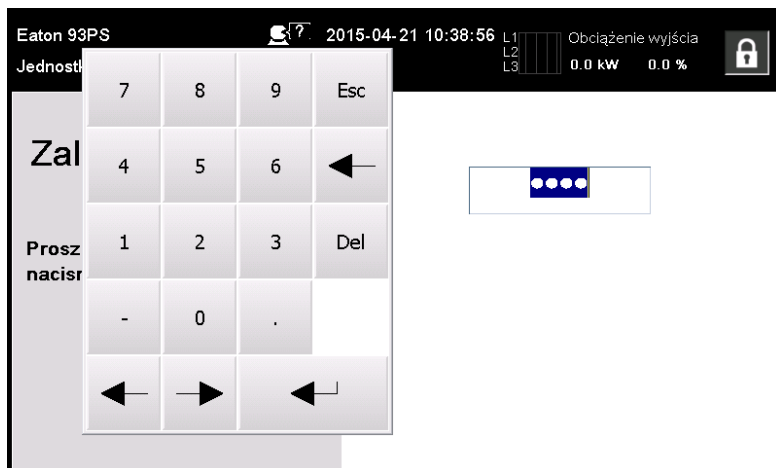 Eaton 93PS ? 2015-04-21 10:38:56 L1 Obciążenie wyjścia
L2
Jednostk L3 0.0 kW 0.0 %
7 8 9 Esc
Zal
4 5 6
1 2 3 Del
Prosz
nacisn
- 0 .